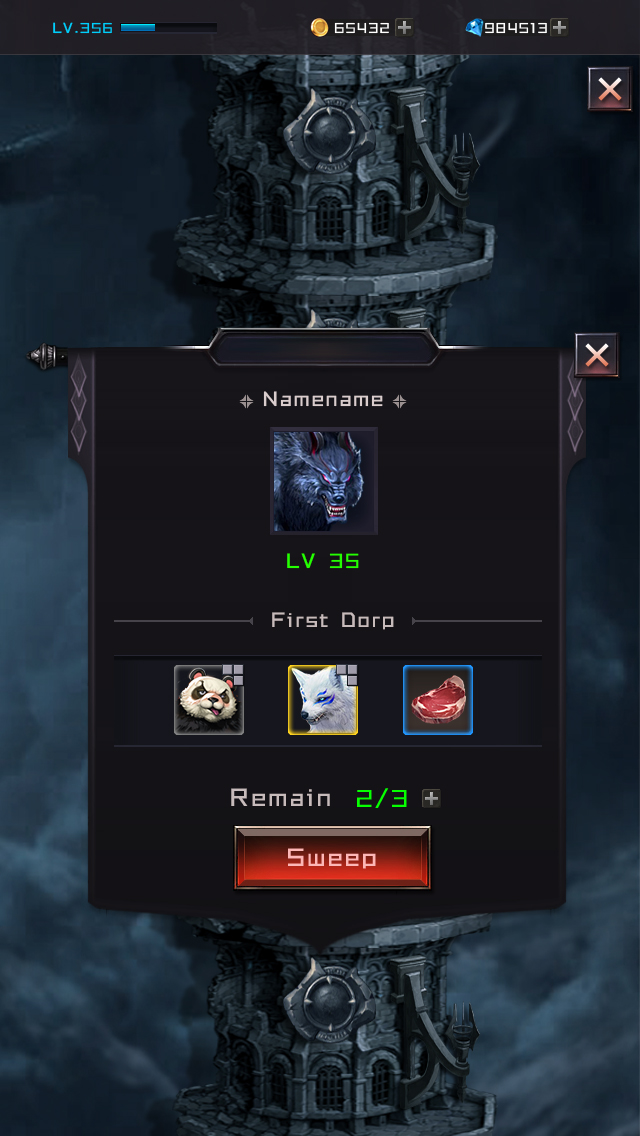 LV.356 65432 984513
Namename
LV 35
First Dorp
Remain 2/3
Sweep